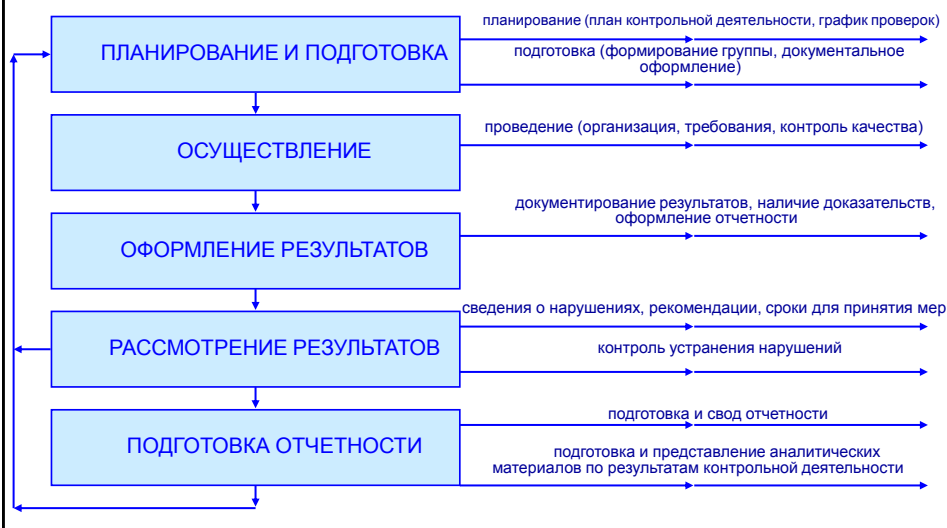 ПЛАНИРОВАНИЕ И ПОДГОТОВКА
планирование (план контрольной деятельности, график проверок)
подготовка (формирование группы, документальное
оформление)
ОСУЩЕСТВЛЕНИЕ
проведение (организация, требования, контроль качества)
ОФОРМЛЕНИЕ РЕЗУЛЬТАТОВ
документирование результатов, наличие доказательств,
оформление отчетности
РАССМОТРЕНИЕ РЕЗУЛЬТАТОВ
сведения о нарушениях, рекомендации, сроки для принятия мер
контроль устранения нарушений
ПОДГОТОВКА ОТЧЕТНОСТИ
подготовка и свод отчетности
подготовка и представление аналитических
материалов по результатам контрольной деятельности